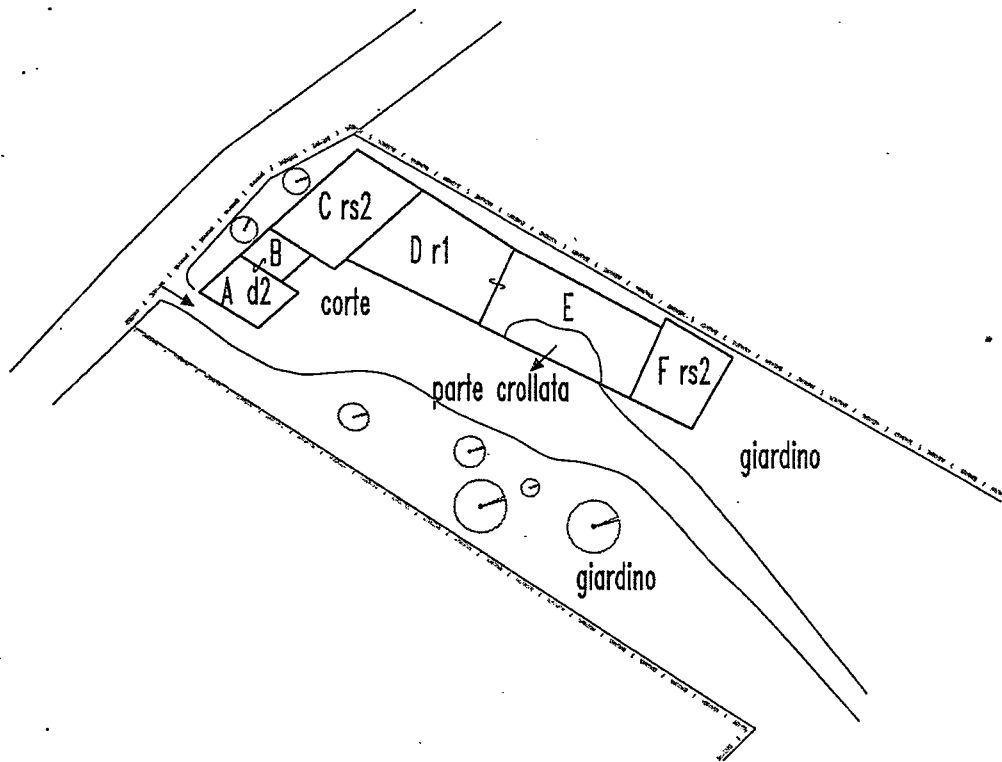 C rs2
B
A d2
D r1
corte
E
F rs2
parte crollata
giardino
giardino